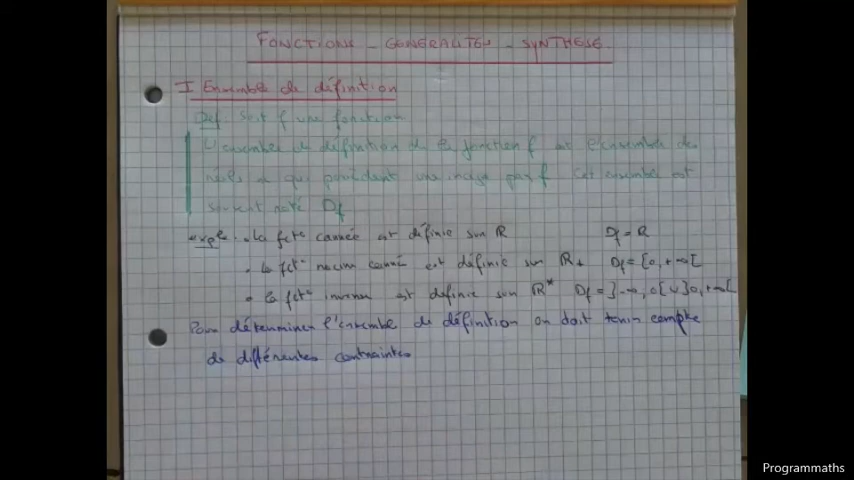 FONCTIONS - GENERALITES - SYNTHESE
I Ensemble de définition
Def: Soit f une fonction
L'ensemble de définition de la fonction f est l'ensemble des
réels x qui possèdent une image par f Cet ensemble est
souvent noté Df
exple: • La fct° carrée est définie sur ℝ Df = ℝ
• la fct° racine carrée est définie sur ℝ+ Df = [0, +∞[
• la fct° inverse est définie sur ℝ* Df = ]-∞, 0[ ∪ ]0, +∞[
Pour déterminer l'ensemble de définition on doit tenir compte
de différentes contraintes
Programmaths